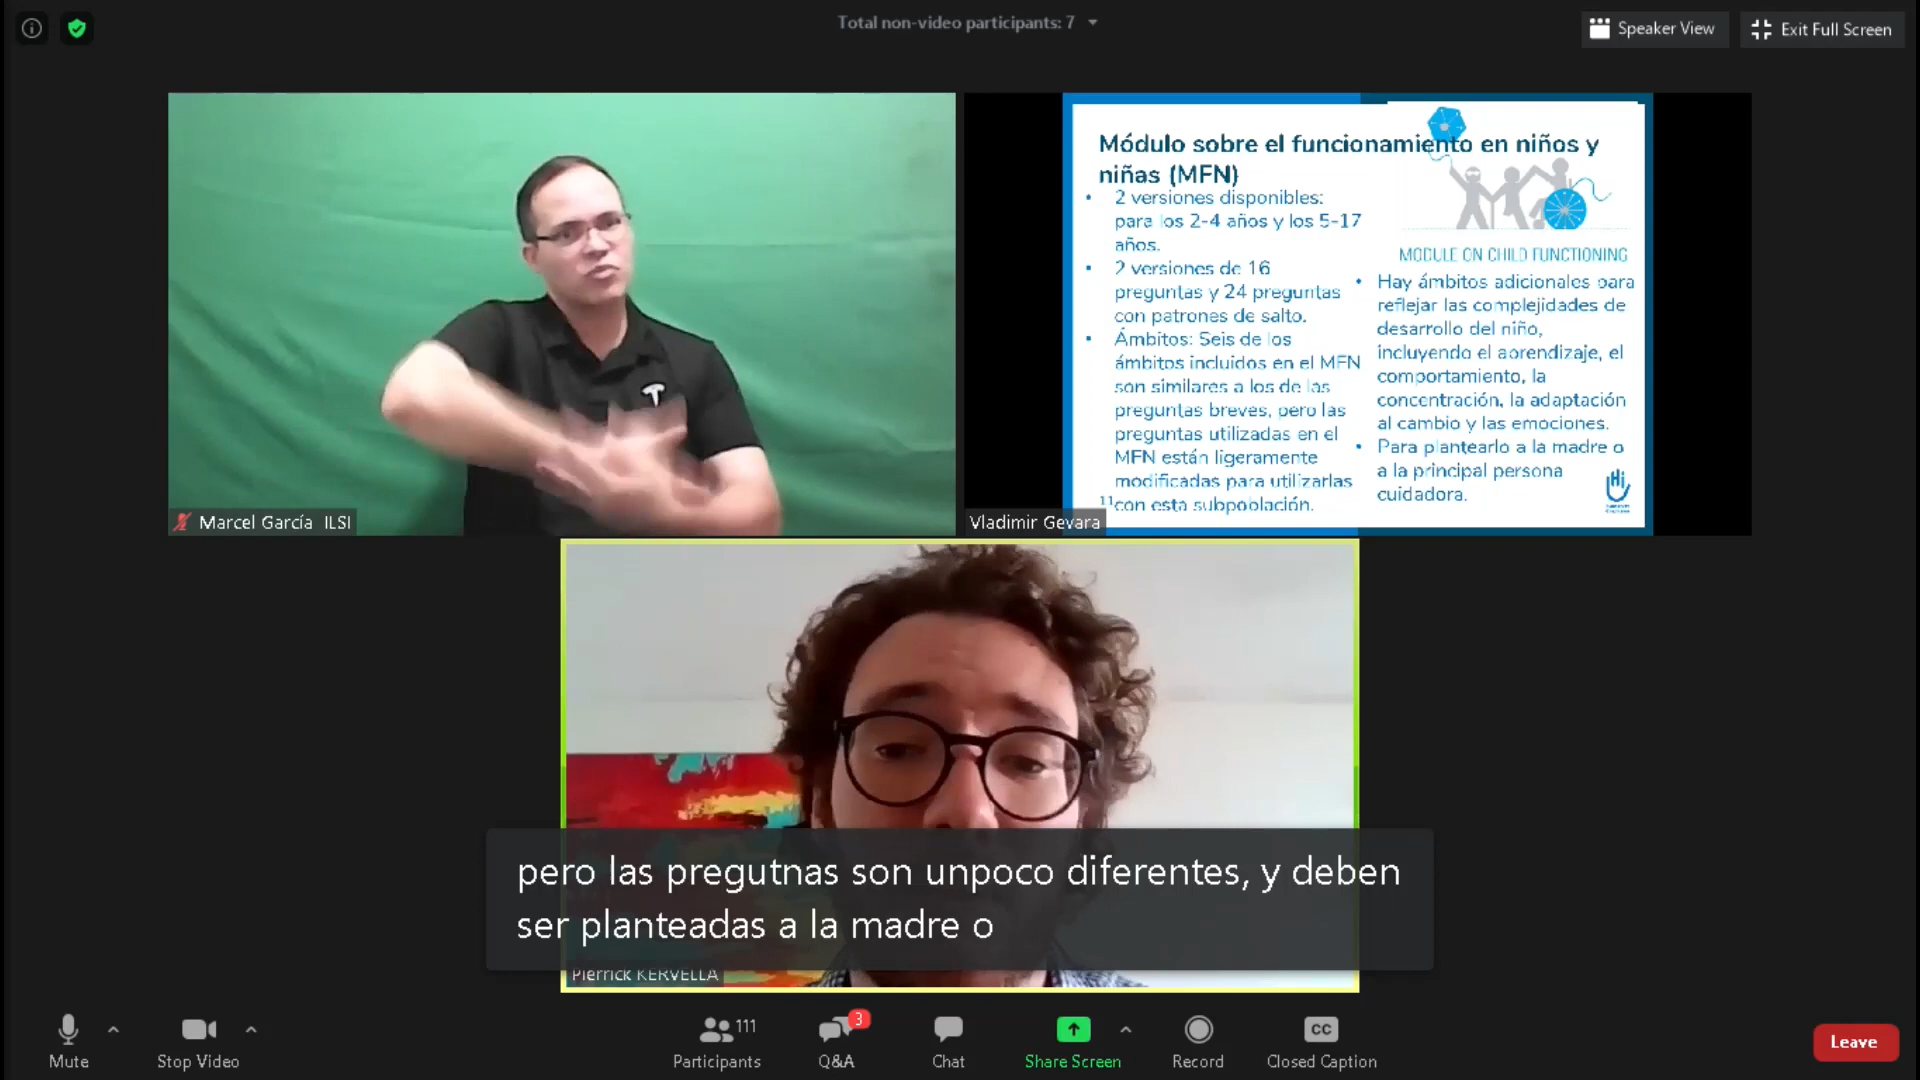 Total non-video participants: 7
Speaker View
Exit Full Screen
Marcel García ILSI
Módulo sobre el funcionamiento en niños y
niñas (MFN)
• 2 versiones disponibles:
para los 2-4 años y los 5-17
años.
• 2 versiones de 16
preguntas y 24 preguntas
con patrones de salto.
• Ámbitos: Seis de los
ámbitos incluidos en el MFN
son similares a los de las
preguntas breves, pero las
preguntas utilizadas en el
MFN están ligeramente
modificadas para utilizarlas
con esta subpoblación.
11
MODULE ON CHILD FUNCTIONING
• Hay ámbitos adicionales para
reflejar las complejidades de
desarrollo del niño,
incluyendo el aprendizaje, el
comportamiento, la
concentración, la adaptación
al cambio y las emociones.
• Para plantearlo a la madre o
a la principal persona
cuidadora.
Hi
Vladimir Gevara
pero las pregutnas son unpoco diferentes, y deben
ser planteadas a la madre o
Pierrick KERVELLA
Mute
Stop Video
111
Participants
3
Q&A
Chat
Share Screen
Record
CC
Closed Caption
Leave